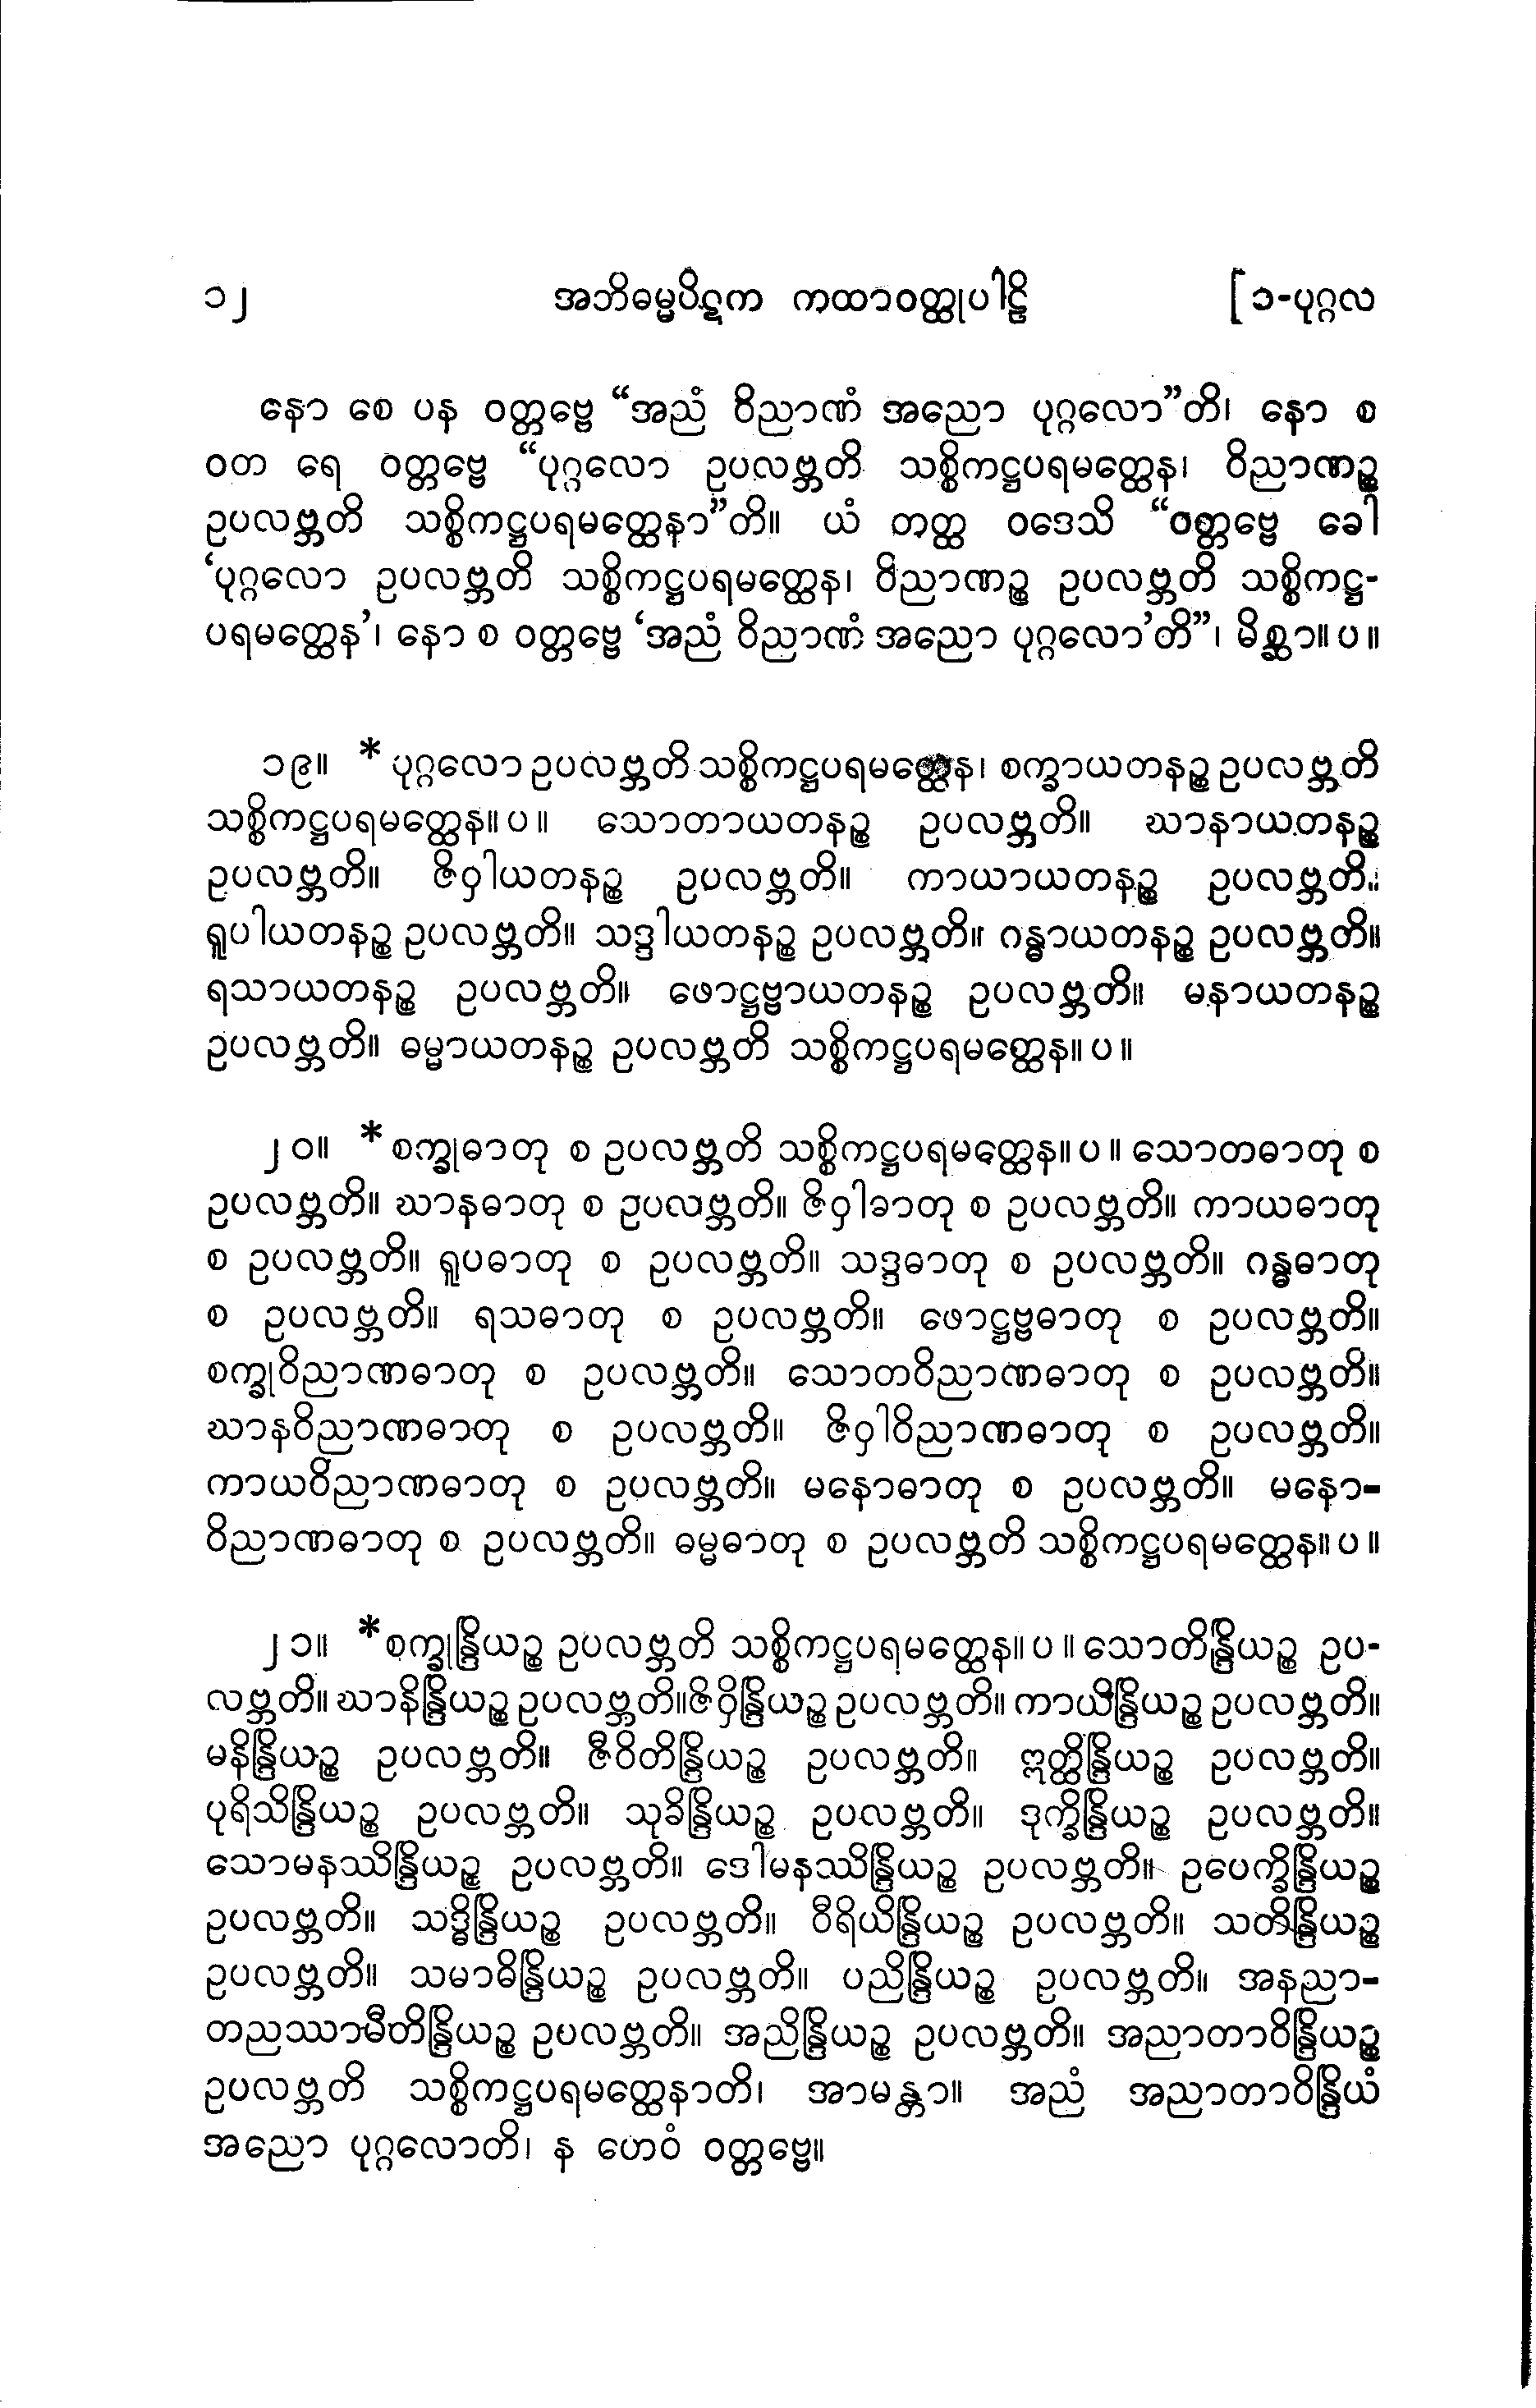 ၁၂ အဘိဓမ္မပိဋက ကထာဝတ္ထုပါဠိ [ ၁-ပုဂ္ဂလ
နော စေ ပန ဝတ္တဗ္ဗေ “အညံ ဝိညာဏံ အညော ပုဂ္ဂလော”တိ၊ နော စ
ဝတ ရေ ဝတ္တဗ္ဗေ “ပုဂ္ဂလော ဥပလဗ္ဘတိ သစ္စိကဋ္ဌပရမတ္ထေန၊ ဝိညာဏဉ္စ
ဥပလဗ္ဘတိ သစ္စိကဋ္ဌပရမတ္ထေနာ”တိ။ ယံ တတ္ထ ဝဒေသိ “ဝတ္တဗ္ဗေ ခေါ
‘ပုဂ္ဂလော ဥပလဗ္ဘတိ သစ္စိကဋ္ဌပရမတ္ထေန၊ ဝိညာဏဉ္စ ဥပလဗ္ဘတိ သစ္စိကဋ္ဌ-
ပရမတ္ထေန’၊ နော စ ဝတ္တဗ္ဗေ ‘အညံ ဝိညာဏံ အညော ပုဂ္ဂလော’တိ”၊ မိစ္ဆာ။ ပ ။
၁၉။ * ပုဂ္ဂလော ဥပလဗ္ဘတိ သစ္စိကဋ္ဌပရမတ္ထေန၊ စက္ခာယတနဉ္စ ဥပလဗ္ဘတိ
သစ္စိကဋ္ဌပရမတ္ထေန။ ပ ။ သောတာယတနဉ္စ ဥပလဗ္ဘတိ။ ဃာနာယတနဉ္စ
ဥပလဗ္ဘတိ။ ဇိဝှါယတနဉ္စ ဥပလဗ္ဘတိ။ ကာယာယတနဉ္စ ဥပလဗ္ဘတိ။
ရူပါယတနဉ္စ ဥပလဗ္ဘတိ။ သဒ္ဒါယတနဉ္စ ဥပလဗ္ဘတိ။ ဂန္ဓာယတနဉ္စ ဥပလဗ္ဘတိ။
ရသာယတနဉ္စ ဥပလဗ္ဘတိ။ ဖောဋ္ဌဗ္ဗာယတနဉ္စ ဥပလဗ္ဘတိ။ မနာယတနဉ္စ
ဥပလဗ္ဘတိ။ ဓမ္မာယတနဉ္စ ဥပလဗ္ဘတိ သစ္စိကဋ္ဌပရမတ္ထေန။ ပ ။
၂၀။ * စက္ခုဓာတု စ ဥပလဗ္ဘတိ သစ္စိကဋ္ဌပရမတ္ထေန။ ပ ။ သောတဓာတု စ
ဥပလဗ္ဘတိ။ ဃာနဓာတု စ ဥပလဗ္ဘတိ။ ဇိဝှါဓာတု စ ဥပလဗ္ဘတိ။ ကာယဓာတု
စ ဥပလဗ္ဘတိ။ ရူပဓာတု စ ဥပလဗ္ဘတိ။ သဒ္ဒဓာတု စ ဥပလဗ္ဘတိ။ ဂန္ဓဓာတု
စ ဥပလဗ္ဘတိ။ ရသဓာတု စ ဥပလဗ္ဘတိ။ ဖောဋ္ဌဗ္ဗဓာတု စ ဥပလဗ္ဘတိ။
စက္ခုဝိညာဏဓာတု စ ဥပလဗ္ဘတိ။ သောတဝိညာဏဓာတု စ ဥပလဗ္ဘတိ။
ဃာနဝိညာဏဓာတု စ ဥပလဗ္ဘတိ။ ဇိဝှါဝိညာဏဓာတု စ ဥပလဗ္ဘတိ။
ကာယဝိညာဏဓာတု စ ဥပလဗ္ဘတိ။ မနောဓာတု စ ဥပလဗ္ဘတိ။ မနော-
ဝိညာဏဓာတု စ ဥပလဗ္ဘတိ။ ဓမ္မဓာတု စ ဥပလဗ္ဘတိ သစ္စိကဋ္ဌပရမတ္ထေန။ ပ ။
၂၁။ * စက္ခုန္ဒြိယဉ္စ ဥပလဗ္ဘတိ သစ္စိကဋ္ဌပရမတ္ထေန။ ပ ။ သောတိန္ဒြိယဉ္စ ဥပ-
လဗ္ဘတိ။ ဃာနိန္ဒြိယဉ္စ ဥပလဗ္ဘတိ။ ဇိဝှိန္ဒြိယဉ္စ ဥပလဗ္ဘတိ။ ကာယိန္ဒြိယဉ္စ ဥပလဗ္ဘတိ။
မနိန္ဒြိယဉ္စ ဥပလဗ္ဘတိ။ ဇီဝိတိန္ဒြိယဉ္စ ဥပလဗ္ဘတိ။ ဣတ္ထိန္ဒြိယဉ္စ ဥပလဗ္ဘတိ။
ပုရိသိန္ဒြိယဉ္စ ဥပလဗ္ဘတိ။ သုခိန္ဒြိယဉ္စ ဥပလဗ္ဘတိ။ ဒုက္ခိန္ဒြိယဉ္စ ဥပလဗ္ဘတိ။
သောမနဿိန္ဒြိယဉ္စ ဥပလဗ္ဘတိ။ ဒေါမနဿိန္ဒြိယဉ္စ ဥပလဗ္ဘတိ။ ဥပေက္ခိန္ဒြိယဉ္စ
ဥပလဗ္ဘတိ။ သဒ္ဓိန္ဒြိယဉ္စ ဥပလဗ္ဘတိ။ ဝီရိယိန္ဒြိယဉ္စ ဥပလဗ္ဘတိ။ သတိန္ဒြိယဉ္စ
ဥပလဗ္ဘတိ။ သမာဓိန္ဒြိယဉ္စ ဥပလဗ္ဘတိ။ ပညိန္ဒြိယဉ္စ ဥပလဗ္ဘတိ။ အနညာ-
တညဿာမီတိန္ဒြိယဉ္စ ဥပလဗ္ဘတိ။ အညိန္ဒြိယဉ္စ ဥပလဗ္ဘတိ။ အညာတာဝိန္ဒြိယဉ္စ
ဥပလဗ္ဘတိ သစ္စိကဋ္ဌပရမတ္ထေနာတိ၊ အာမန္တာ။ အညံ အညာတာဝိန္ဒြိယံ
အညော ပုဂ္ဂလောတိ၊ န ဟေဝံ ဝတ္တဗ္ဗေ။